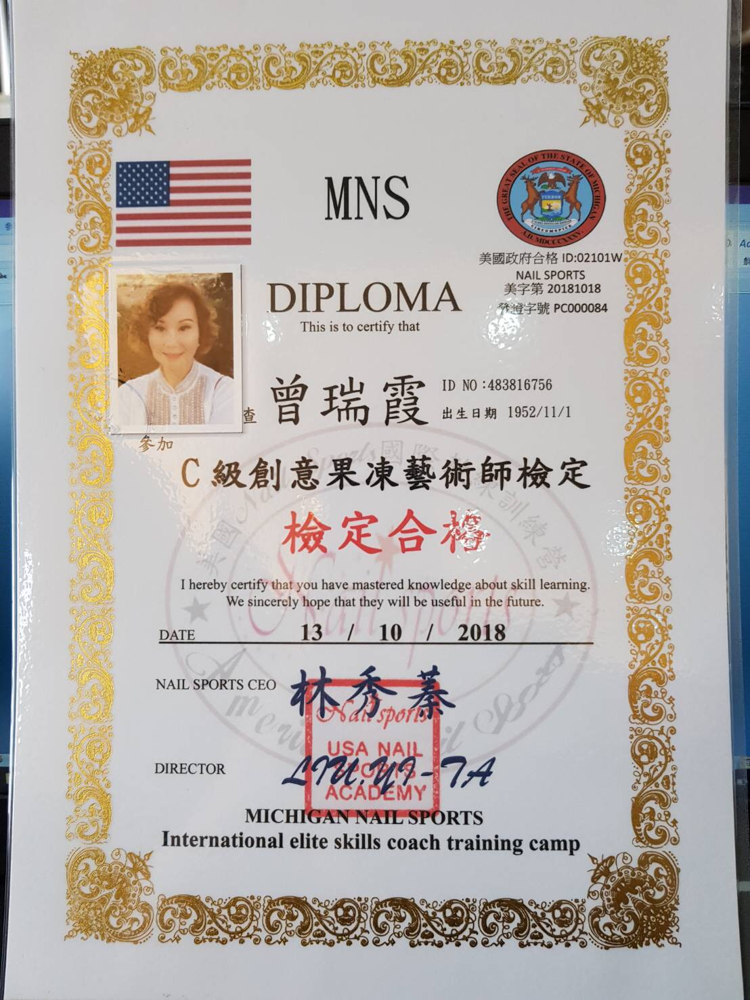 MNS
THE GREAT SEAL OF THE STATE OF MICHIGAN
TUEBOR
CIRCUMSPICE
A.D. MDCCCXXXV.
美國政府合格 ID:02101W
NAIL SPORTS
美字第 20181018
發證字號 PC000084
DIPLOMA
This is to certify that
查 曾瑞霞 ID NO:483816756
出生日期 1952/11/1
參加
C 級創意果凍藝術師檢定
檢定合格
I hereby certify that you have mastered knowledge about skill learning.
We sincerely hope that they will be useful in the future.
Nail sports
DATE 13 / 10 / 2018
NAIL SPORTS CEO 林秀蓁
Nail sports
USA NAIL
SPORTS
ACADEMY
DIRECTOR LIU.YI-TA
MICHIGAN NAIL SPORTS
International elite skills coach training camp